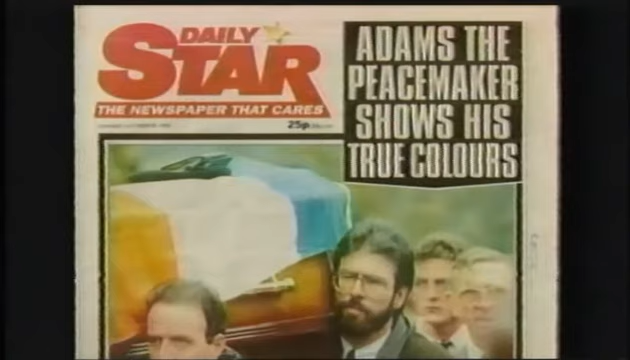 DAILY
STAR
THE NEWSPAPER THAT CARES
25p
ADAMS THE
PEACEMAKER
SHOWS HIS
TRUE COLOURS